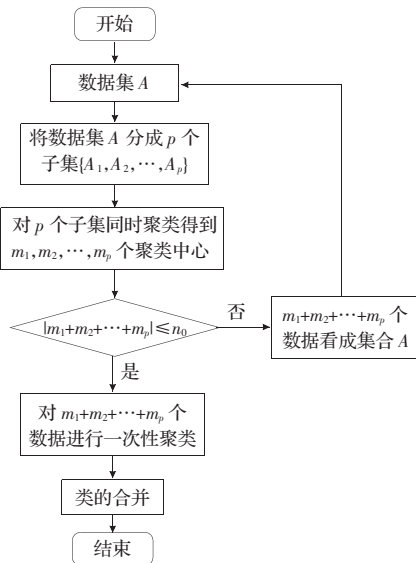 开始
数据集 A
将数据集 A 分成 p 个
子集{A₁,A₂,…,Aₚ}
对 p 个子集同时聚类得到
m₁,m₂,…,mₚ 个聚类中心
|m₁+m₂+…+mₚ|≤n₀
否
m₁+m₂+…+mₚ 个
数据看成集合 A
是
对 m₁+m₂+…+mₚ 个
数据进行一次性聚类
类的合并
结束